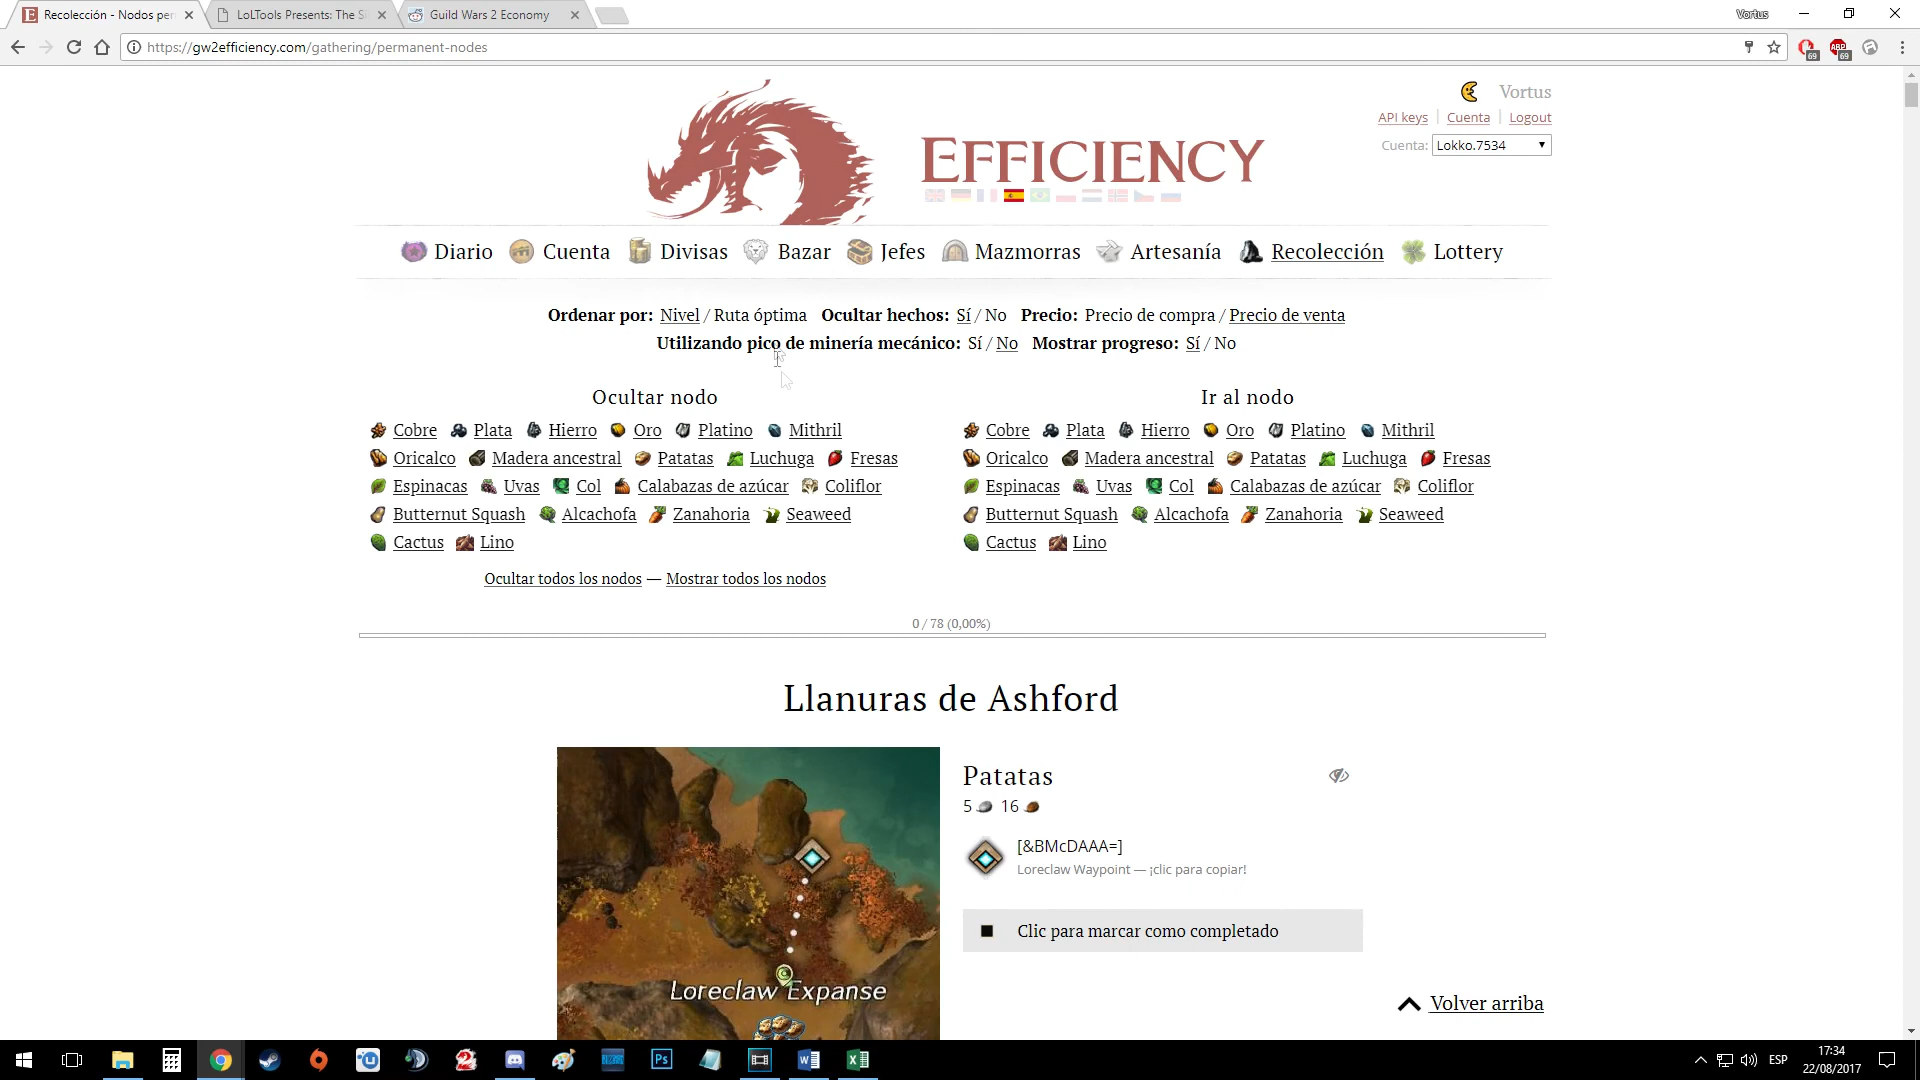 Recolección - Nodos per
LoLTools Presents: The Si
Guild Wars 2 Economy
Vortus
https://gw2efficiency.com/gathering/permanent-nodes
69
ABP
69
Vortus
API keys
Cuenta
Logout
Cuenta:
Lokko.7534
EFFICIENCY
Diario
Cuenta
Divisas
Bazar
Jefes
Mazmorras
Artesanía
Recolección
Lottery
Ordenar por: Nivel / Ruta óptima Ocultar hechos: Sí / No Precio: Precio de compra / Precio de venta
Utilizando pico de minería mecánico: Sí / No Mostrar progreso: Sí / No
Ocultar nodo
Cobre Plata Hierro Oro Platino Mithril
Oricalco Madera ancestral Patatas Luchuga Fresas
Espinacas Uvas Col Calabazas de azúcar Coliflor
Butternut Squash Alcachofa Zanahoria Seaweed
Cactus Lino
Ocultar todos los nodos — Mostrar todos los nodos
Ir al nodo
Cobre Plata Hierro Oro Platino Mithril
Oricalco Madera ancestral Patatas Luchuga Fresas
Espinacas Uvas Col Calabazas de azúcar Coliflor
Butternut Squash Alcachofa Zanahoria Seaweed
Cactus Lino
0 / 78 (0,00%)
Llanuras de Ashford
Loreclaw Expanse
Patatas
5 16
[&BMcDAAA=]
Loreclaw Waypoint — ¡clic para copiar!
Clic para marcar como completado
Volver arriba
Ps
ESP
17:34
22/08/2017